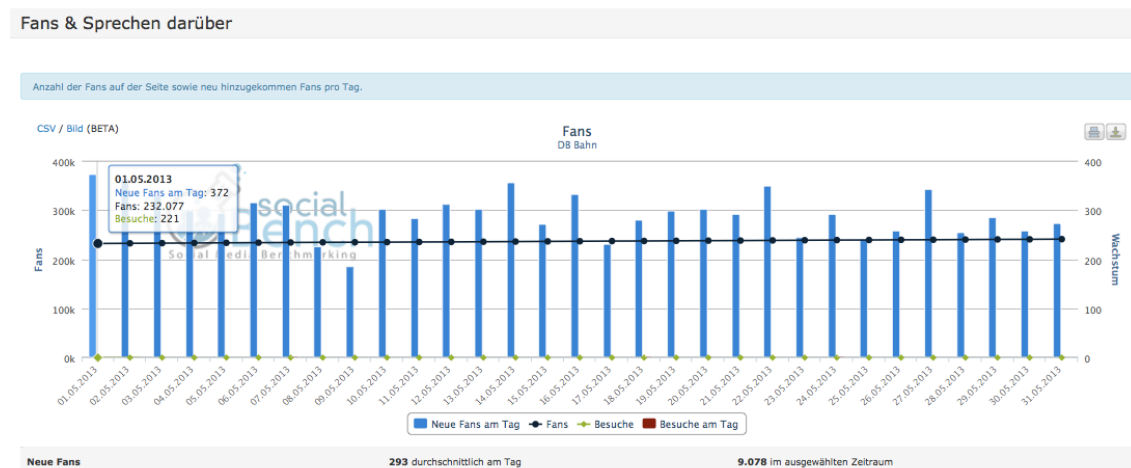 Fans & Sprechen darüber
Anzahl der Fans auf der Seite sowie neu hinzugekommen Fans pro Tag.
CSV / Bild (BETA)
Fans
DB Bahn
400k
300k
200k
100k
0k
Fans
01.05.2013
Neue Fans am Tag: 372
Fans: 232.077
Besuche: 221
social
Bench
Social Media Benchmarking
400
300
200
100
0
Wachstum
01.05.2013
02.05.2013
03.05.2013
04.05.2013
05.05.2013
06.05.2013
07.05.2013
08.05.2013
09.05.2013
10.05.2013
11.05.2013
12.05.2013
13.05.2013
14.05.2013
15.05.2013
16.05.2013
17.05.2013
18.05.2013
19.05.2013
20.05.2013
21.05.2013
22.05.2013
23.05.2013
24.05.2013
25.05.2013
26.05.2013
27.05.2013
28.05.2013
29.05.2013
30.05.2013
31.05.2013
Neue Fans am Tag Fans Besuche Besuche am Tag
Neue Fans 293 durchschnittlich am Tag 9.078 im ausgewählten Zeitraum